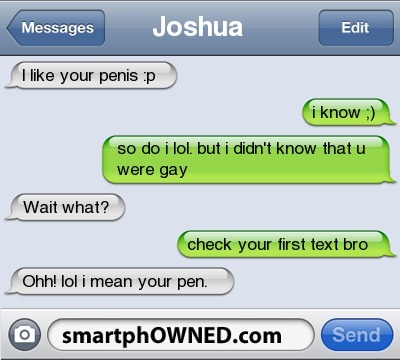 Messages
Joshua
Edit
I like your penis :p
i know ;)
so do i lol. but i didn't know that u
were gay
Wait what?
check your first text bro
Ohh! lol i mean your pen.
smartphOWNED.com
Send